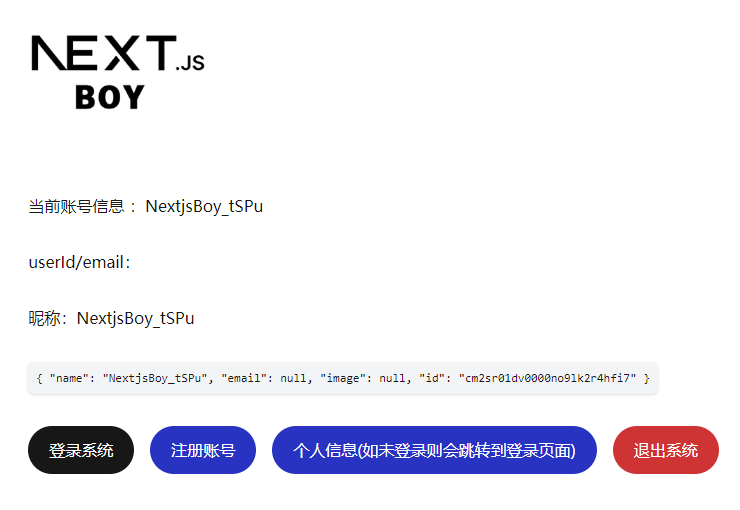 NEXT.JS
BOY
当前账号信息： NextjsBoy_tSPu
userId/email：
昵称：NextjsBoy_tSPu
{ "name": "NextjsBoy_tSPu", "email": null, "image": null, "id": "cm2sr01dv0000no9lk2r4hfi7" }
登录系统 注册账号 个人信息(如未登录则会跳转到登录页面) 退出系统